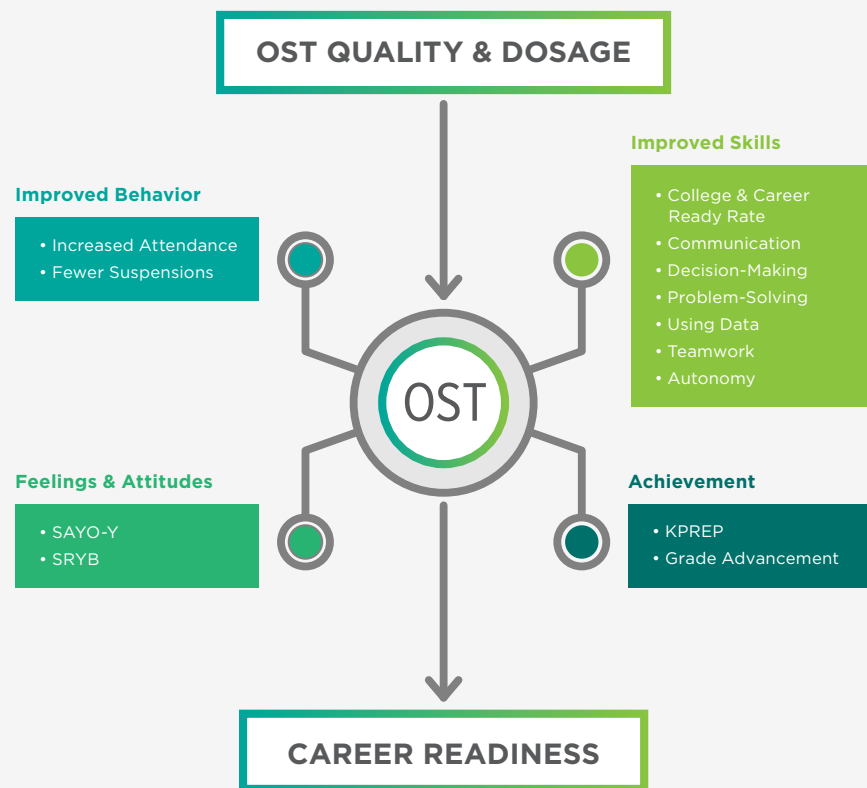 OST QUALITY & DOSAGE
Improved Skills
• College & Career
Ready Rate
• Communication
• Decision-Making
• Problem-Solving
• Using Data
• Teamwork
• Autonomy
Improved Behavior
• Increased Attendance
• Fewer Suspensions
OST
Feelings & Attitudes
• SAYO-Y
• SRYB
Achievement
• KPREP
• Grade Advancement
CAREER READINESS